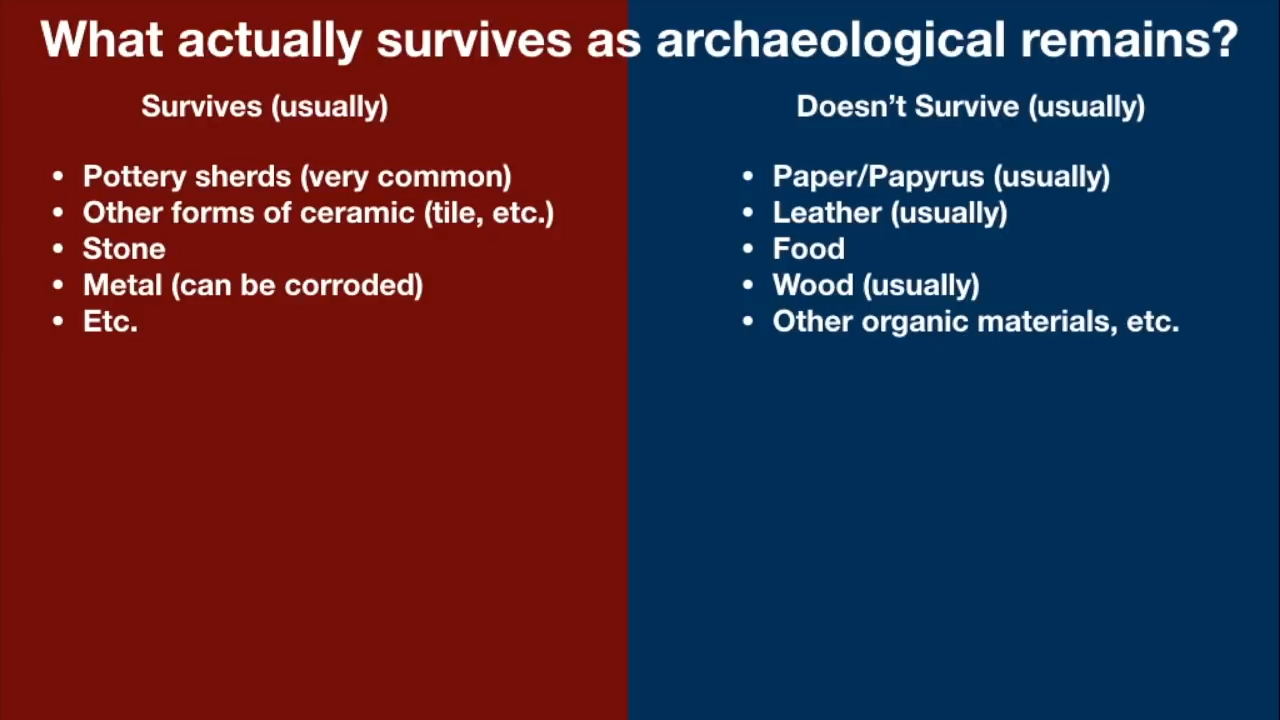 What actually survives as archaeological remains?
Survives (usually)
• Pottery sherds (very common)
• Other forms of ceramic (tile, etc.)
• Stone
• Metal (can be corroded)
• Etc.
Doesn’t Survive (usually)
• Paper/Papyrus (usually)
• Leather (usually)
• Food
• Wood (usually)
• Other organic materials, etc.